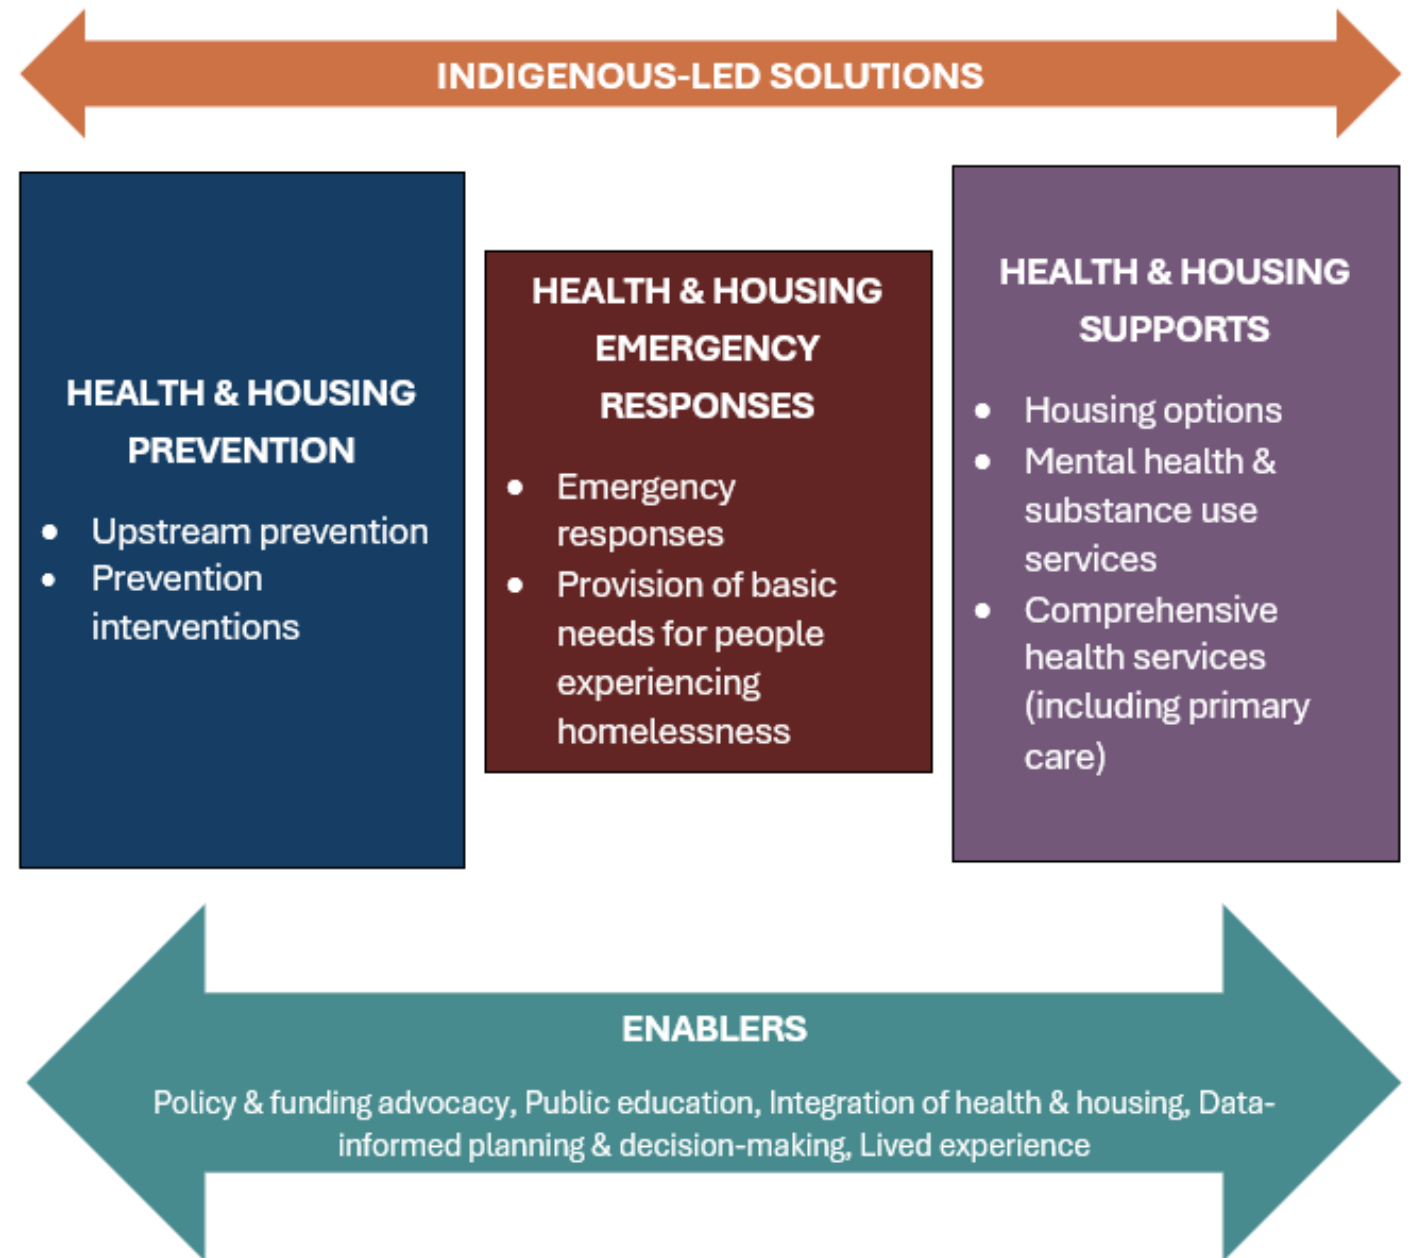 INDIGENOUS-LED SOLUTIONS
HEALTH & HOUSING
PREVENTION
• Upstream prevention
• Prevention
interventions
HEALTH & HOUSING
EMERGENCY
RESPONSES
• Emergency
responses
• Provision of basic
needs for people
experiencing
homelessness
HEALTH & HOUSING
SUPPORTS
• Housing options
• Mental health &
substance use
services
• Comprehensive
health services
(including primary
care)
ENABLERS
Policy & funding advocacy, Public education, Integration of health & housing, Data-
informed planning & decision-making, Lived experience